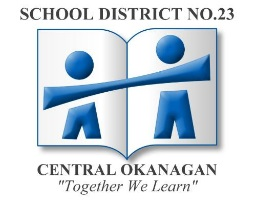 SCHOOL DISTRICT NO.23
CENTRAL OKANAGAN
"Together We Learn"